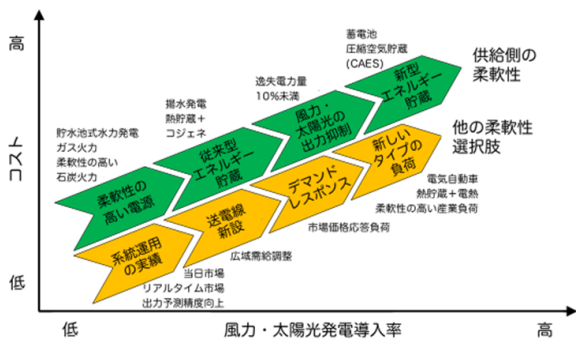 高
コスト
低
低
風力・太陽光発電導入率
高
貯水池式水力発電
ガス火力
柔軟性の高い
石炭火力
揚水発電
熱貯蔵＋
コジェネ
逸失電力量
10%未満
蓄電池
圧縮空気貯蔵
(CAES)
供給側の
柔軟性
柔軟性の
高い電源
従来型
エネルギー
貯蔵
風力・
太陽光の
出力抑制
新型
エネルギー
貯蔵
他の柔軟性
選択肢
系統運用
の実績
送電線
新設
デマンド
レスポンス
新しい
タイプの
負荷
当日市場
リアルタイム市場
出力予測精度向上
広域需給調整
市場価格応答負荷
電気自動車
熱貯蔵＋電熱
柔軟性の高い産業負荷